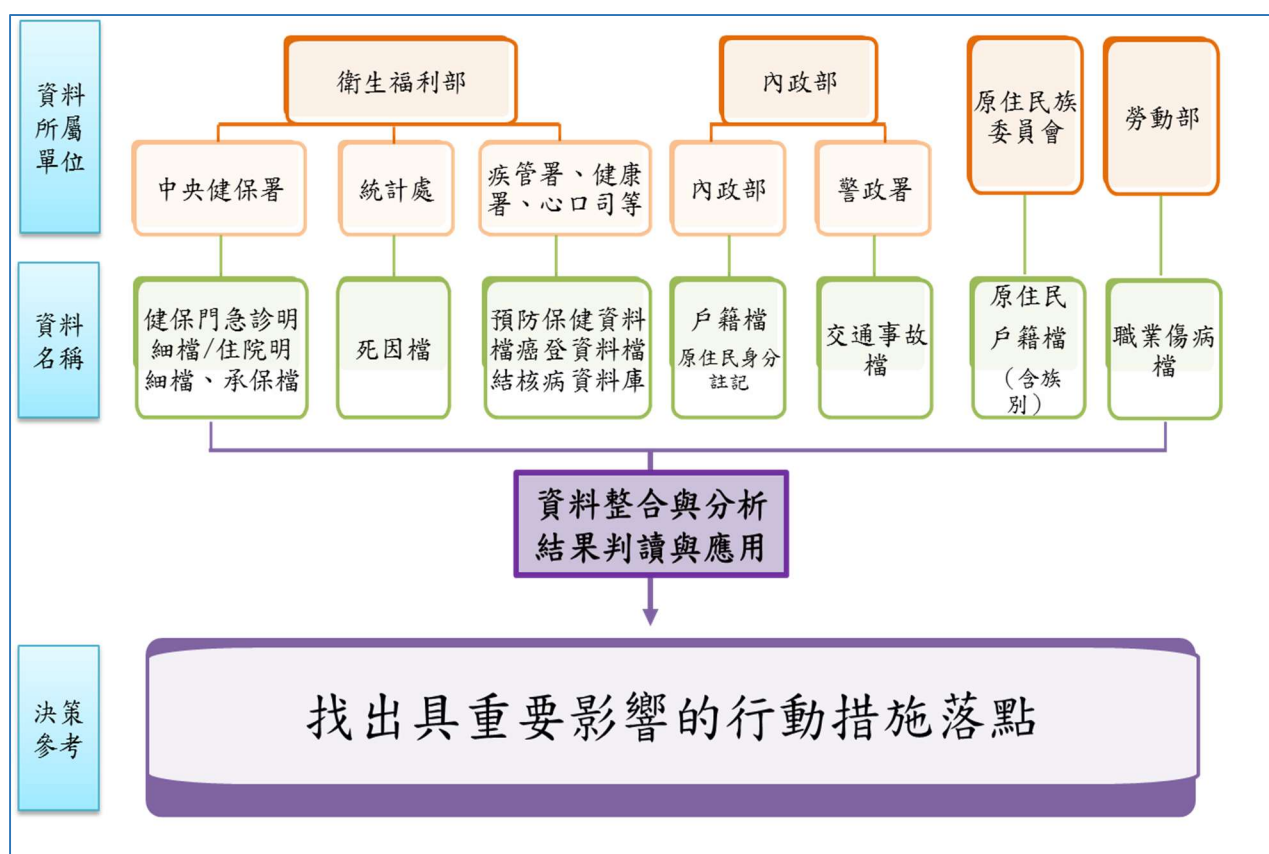 資料
所屬
單位
衛生福利部
內政部
原住民族
委員會
勞動部
中央健保署
統計處
疾管署、健康
署、心口司等
內政部
警政署
資料
名稱
健保門急診明
細檔/住院明
細檔、承保檔
死因檔
預防保健資料
檔癌登資料檔
結核病資料庫
戶籍檔
原住民身分
註記
交通事故
檔
原住民
戶籍檔
（含族
別）
職業傷病
檔
資料整合與分析
結果判讀與應用
決策
參考
找出具重要影響的行動措施落點